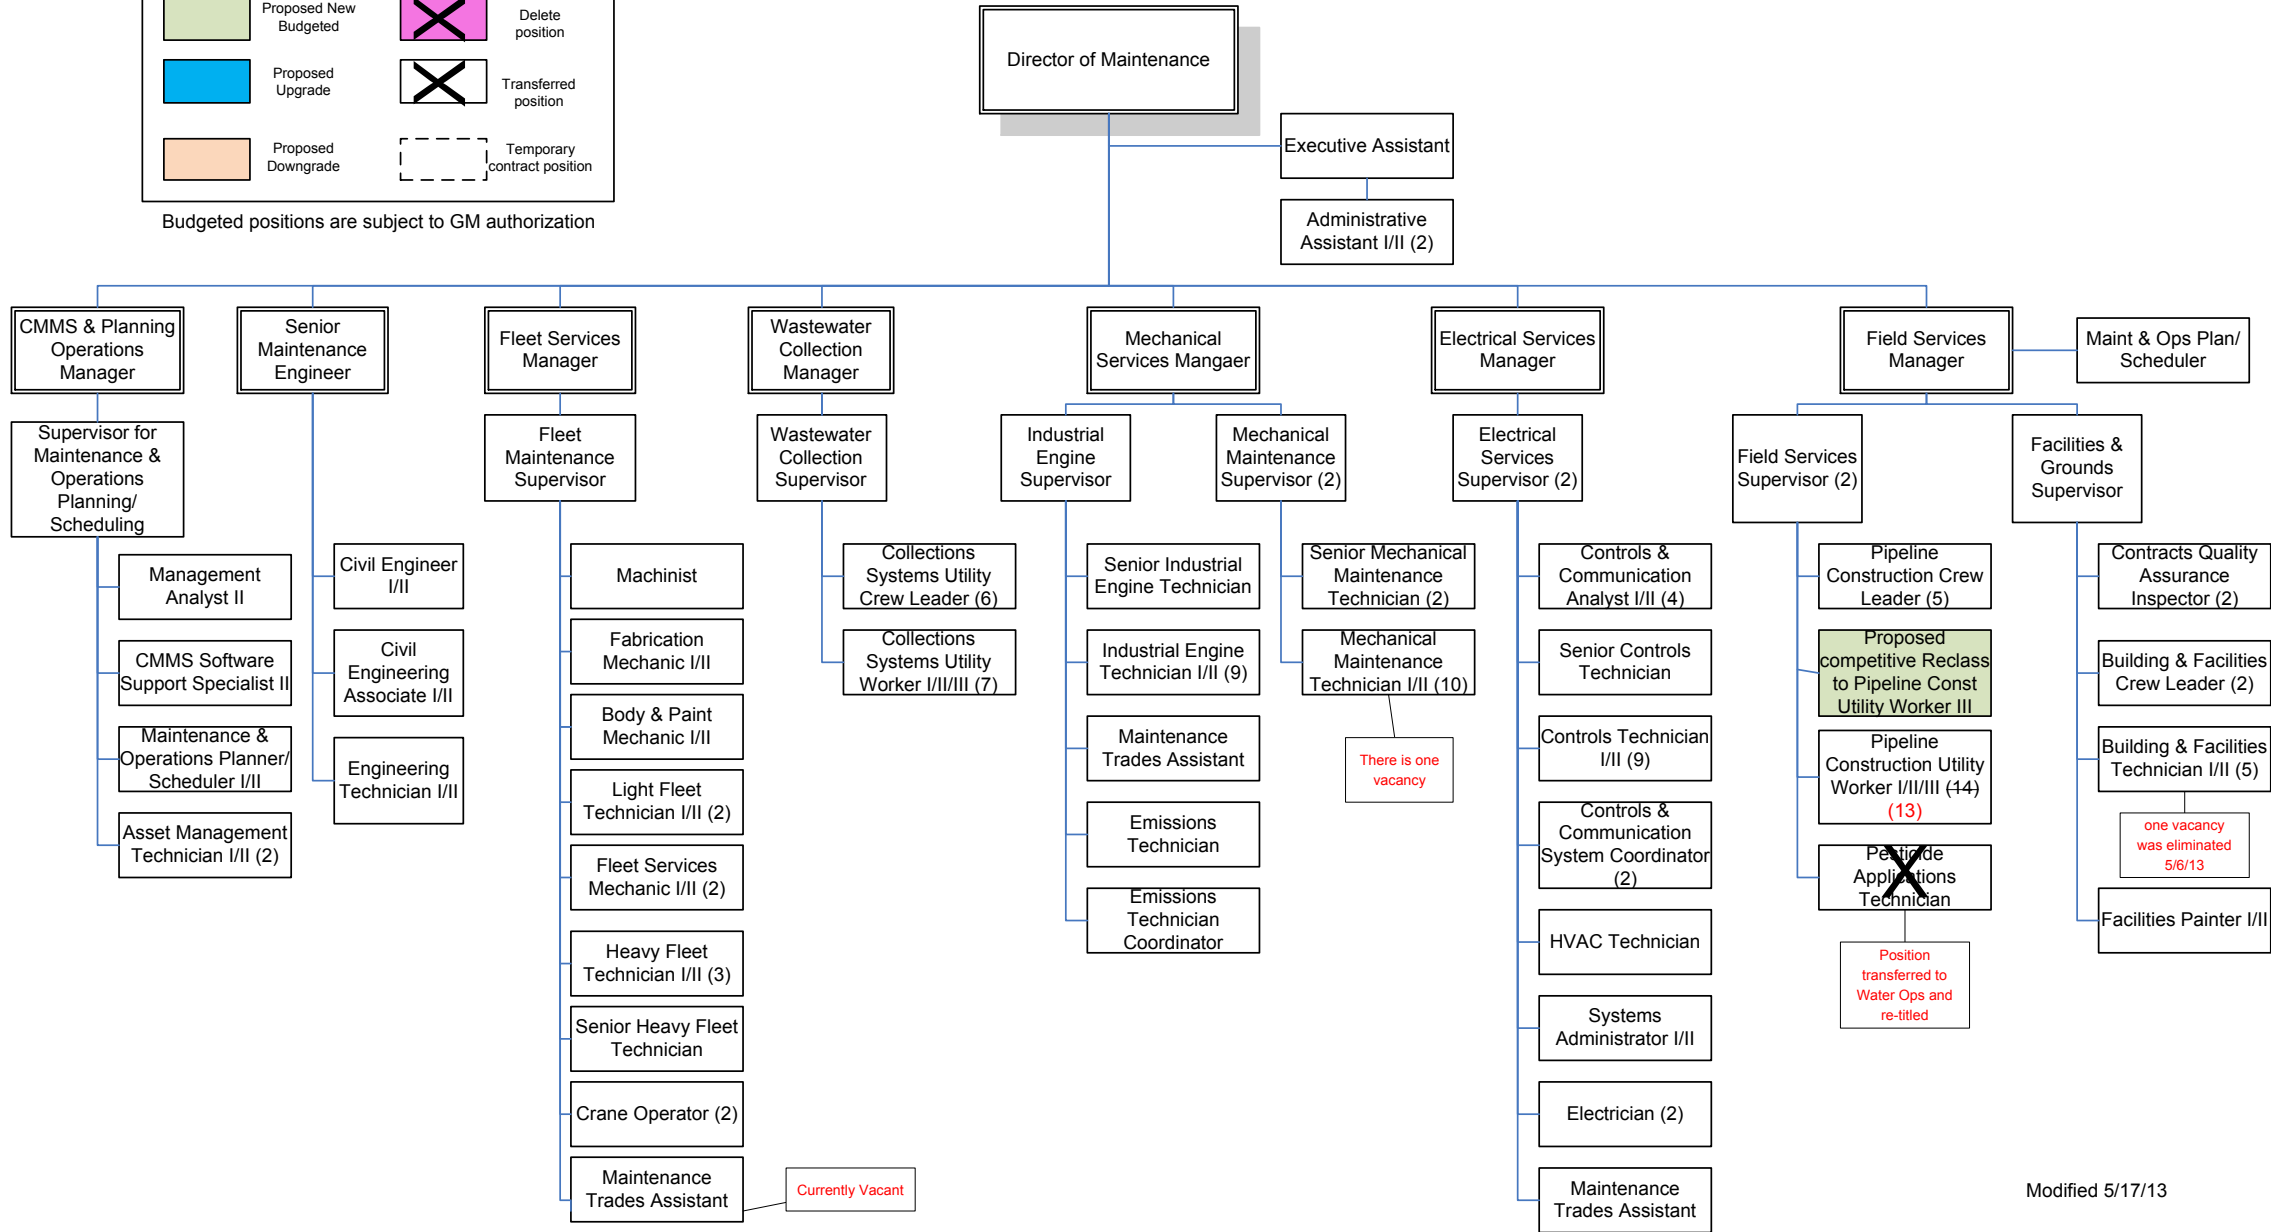 Proposed New
Budgeted
Delete
position
Proposed
Upgrade
Transferred
position
Proposed
Downgrade
Temporary
contract position
Budgeted positions are subject to GM authorization
Director of Maintenance
Executive Assistant
Administrative
Assistant I/II (2)
CMMS & Planning
Operations
Manager
Senior
Maintenance
Engineer
Fleet Services
Manager
Wastewater
Collection
Manager
Mechanical
Services Mangaer
Electrical Services
Manager
Field Services
Manager
Maint & Ops Plan/
Scheduler
Supervisor for
Maintenance &
Operations
Planning/
Scheduling
Fleet
Maintenance
Supervisor
Wastewater
Collection
Supervisor
Industrial
Engine
Supervisor
Mechanical
Maintenance
Supervisor (2)
Electrical
Services
Supervisor (2)
Field Services
Supervisor (2)
Facilities &
Grounds
Supervisor
Management
Analyst II
CMMS Software
Support Specialist II
Maintenance &
Operations Planner/
Scheduler I/II
Asset Management
Technician I/II (2)
Civil Engineer
I/II
Civil
Engineering
Associate I/II
Engineering
Technician I/II
Machinist
Fabrication
Mechanic I/II
Body & Paint
Mechanic I/II
Light Fleet
Technician I/II (2)
Fleet Services
Mechanic I/II (2)
Heavy Fleet
Technician I/II (3)
Senior Heavy Fleet
Technician
Crane Operator (2)
Maintenance
Trades Assistant
Currently Vacant
Collections
Systems Utility
Crew Leader (6)
Collections
Systems Utility
Worker I/II/III (7)
Senior Industrial
Engine Technician
Industrial Engine
Technician I/II (9)
Maintenance
Trades Assistant
Emissions
Technician
Emissions
Technician
Coordinator
Senior Mechanical
Maintenance
Technician (2)
Mechanical
Maintenance
Technician I/II (10)
There is one
vacancy
Controls &
Communication
Analyst I/II (4)
Senior Controls
Technician
Controls Technician
I/II (9)
Controls &
Communication
System Coordinator
(2)
HVAC Technician
Systems
Administrator I/II
Electrician (2)
Maintenance
Trades Assistant
Pipeline
Construction Crew
Leader (5)
Proposed
competitive Reclass
to Pipeline Const
Utility Worker III
Pipeline
Construction Utility
Worker I/II/III (14)
(13)
Pesticide
Applications
Technician
Position
transferred to
Water Ops and
re-titled
Contracts Quality
Assurance
Inspector (2)
Building & Facilities
Crew Leader (2)
Building & Facilities
Technician I/II (5)
one vacancy
was eliminated
5/6/13
Facilities Painter I/II
Modified 5/17/13